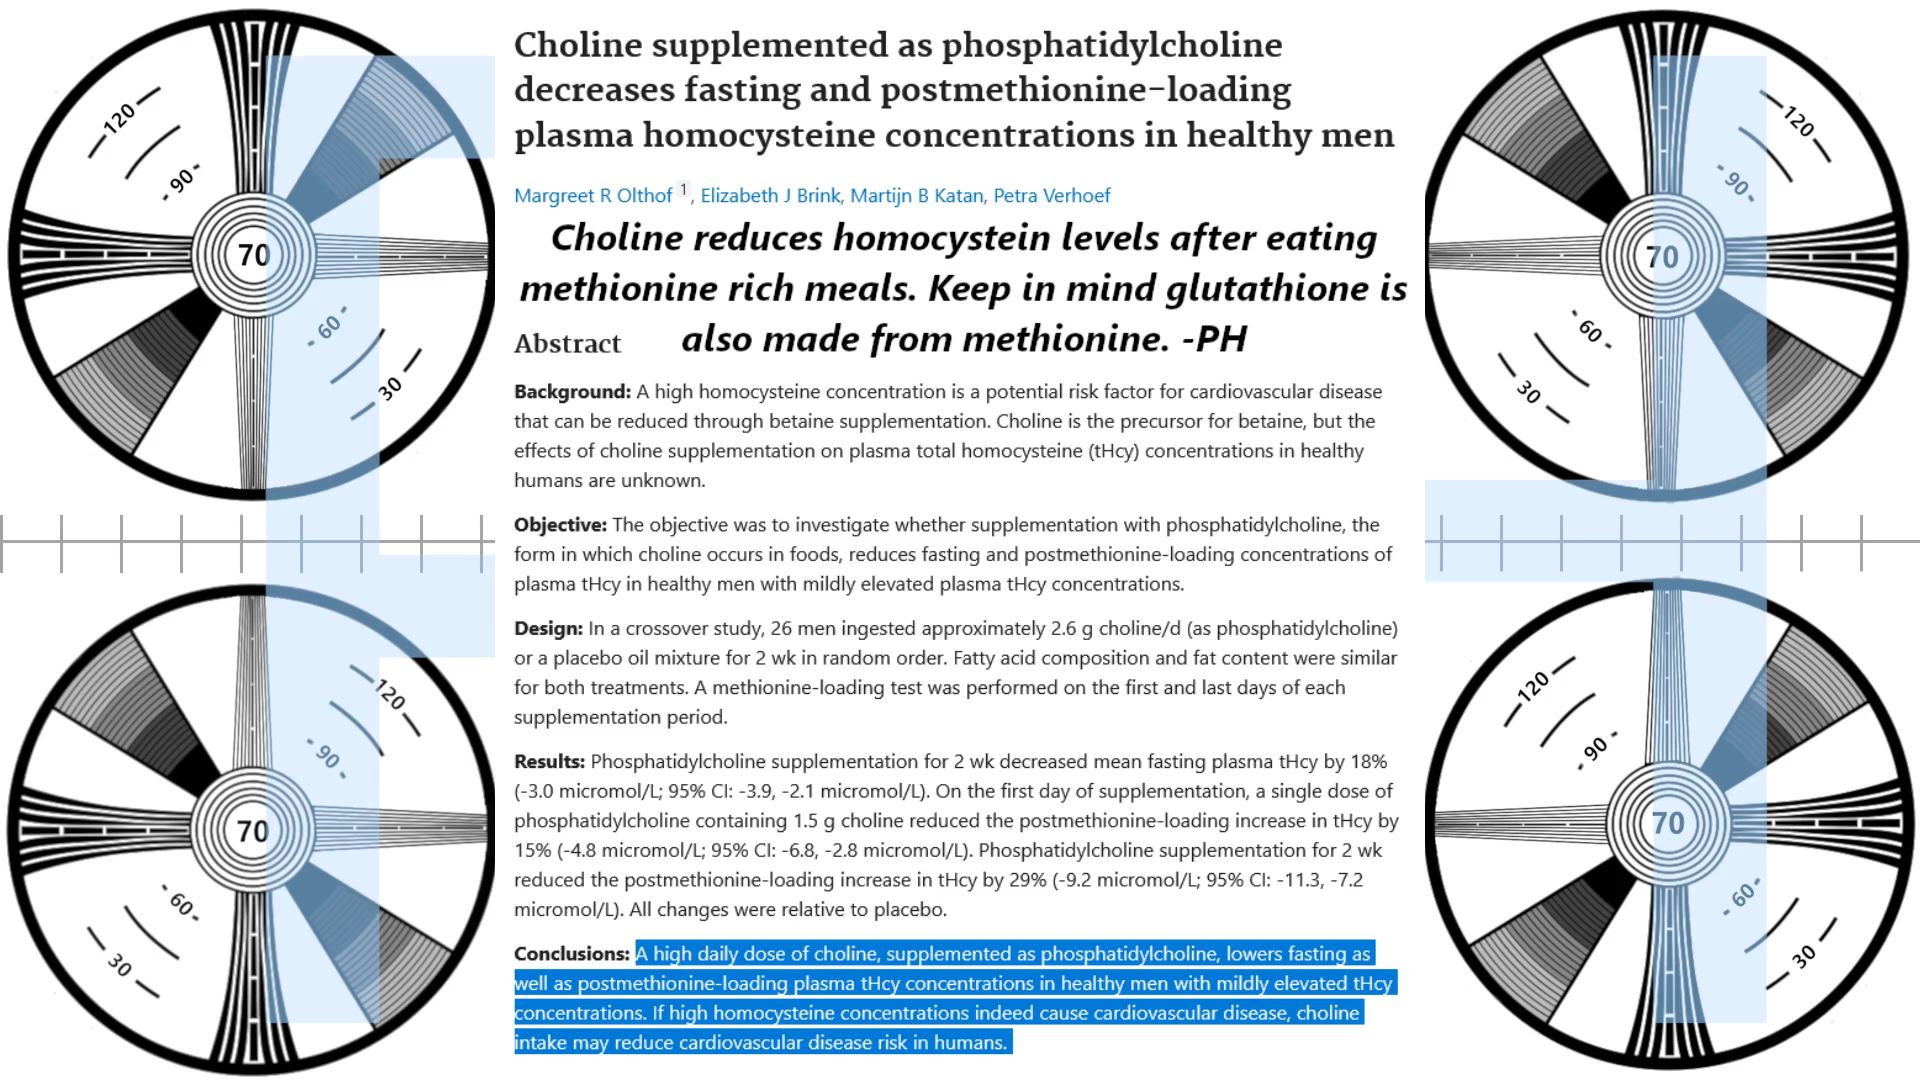 Choline supplemented as phosphatidylcholine
decreases fasting and postmethionine-loading
plasma homocysteine concentrations in healthy men
Margreet R Olthof 1, Elizabeth J Brink, Martijn B Katan, Petra Verhoef
Choline reduces homocystein levels after eating
methionine rich meals. Keep in mind glutathione is
also made from methionine. -PH
Abstract
Background: A high homocysteine concentration is a potential risk factor for cardiovascular disease
that can be reduced through betaine supplementation. Choline is the precursor for betaine, but the
effects of choline supplementation on plasma total homocysteine (tHcy) concentrations in healthy
humans are unknown.
Objective: The objective was to investigate whether supplementation with phosphatidylcholine, the
form in which choline occurs in foods, reduces fasting and postmethionine-loading concentrations of
plasma tHcy in healthy men with mildly elevated plasma tHcy concentrations.
Design: In a crossover study, 26 men ingested approximately 2.6 g choline/d (as phosphatidylcholine)
or a placebo oil mixture for 2 wk in random order. Fatty acid composition and fat content were similar
for both treatments. A methionine-loading test was performed on the first and last days of each
supplementation period.
Results: Phosphatidylcholine supplementation for 2 wk decreased mean fasting plasma tHcy by 18%
(-3.0 micromol/L; 95% CI: -3.9, -2.1 micromol/L). On the first day of supplementation, a single dose of
phosphatidylcholine containing 1.5 g choline reduced the postmethionine-loading increase in tHcy by
15% (-4.8 micromol/L; 95% CI: -6.8, -2.8 micromol/L). Phosphatidylcholine supplementation for 2 wk
reduced the postmethionine-loading increase in tHcy by 29% (-9.2 micromol/L; 95% CI: -11.3, -7.2
micromol/L). All changes were relative to placebo.
Conclusions: A high daily dose of choline, supplemented as phosphatidylcholine, lowers fasting as
well as postmethionine-loading plasma tHcy concentrations in healthy men with mildly elevated tHcy
concentrations. If high homocysteine concentrations indeed cause cardiovascular disease, choline
intake may reduce cardiovascular disease risk in humans.
120
- 90 -
70
- 60 -
30
120
- 90 -
70
- 60 -
30
120
- 90 -
70
- 60 -
30
120
- 90 -
70
- 60 -
30